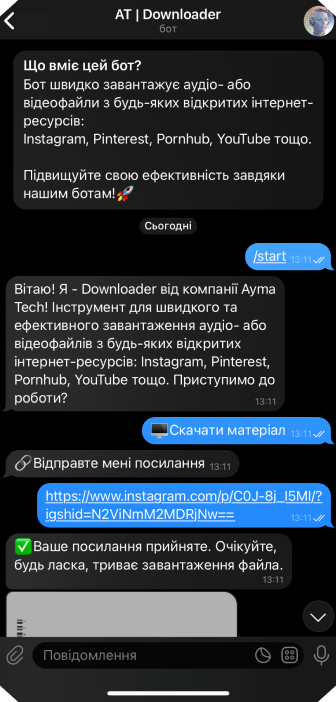 AT | Downloader
бот
Що вміє цей бот?
Бот швидко завантажує аудіо- або
відеофайли з будь-яких відкритих інтернет-
ресурсів:
Instagram, Pinterest, Pornhub, YouTube тощо.
Підвищуйте свою ефективність завдяки
нашим ботам!🚀
Сьогодні
/start 13:11
Вітаю! Я - Downloader від компанії Ayma
Tech! Інструмент для швидкого та
ефективного завантаження аудіо- або
відеофайлів з будь-яких відкритих
інтернет-ресурсів: Instagram, Pinterest,
Pornhub, YouTube тощо. Приступимо до
роботи?
13:11
🖥Скачати матеріал 13:11
🔗Відправте мені посилання 13:11
https://www.instagram.com/p/C0J-8j_I5Ml/?
igshid=N2ViNmM2MDRjNw==
13:11
✅Ваше посилання прийняте. Очікуйте,
будь ласка, триває завантаження файла.
13:11
Повідомлення